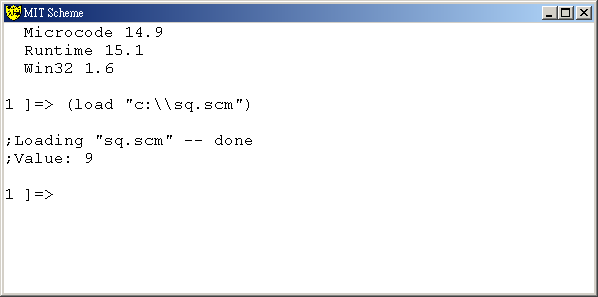 MIT Scheme
Microcode 14.9
Runtime 15.1
Win32 1.6
1 ]=> (load "c:\\sq.scm")
;Loading "sq.scm" -- done
;Value: 9
1 ]=>